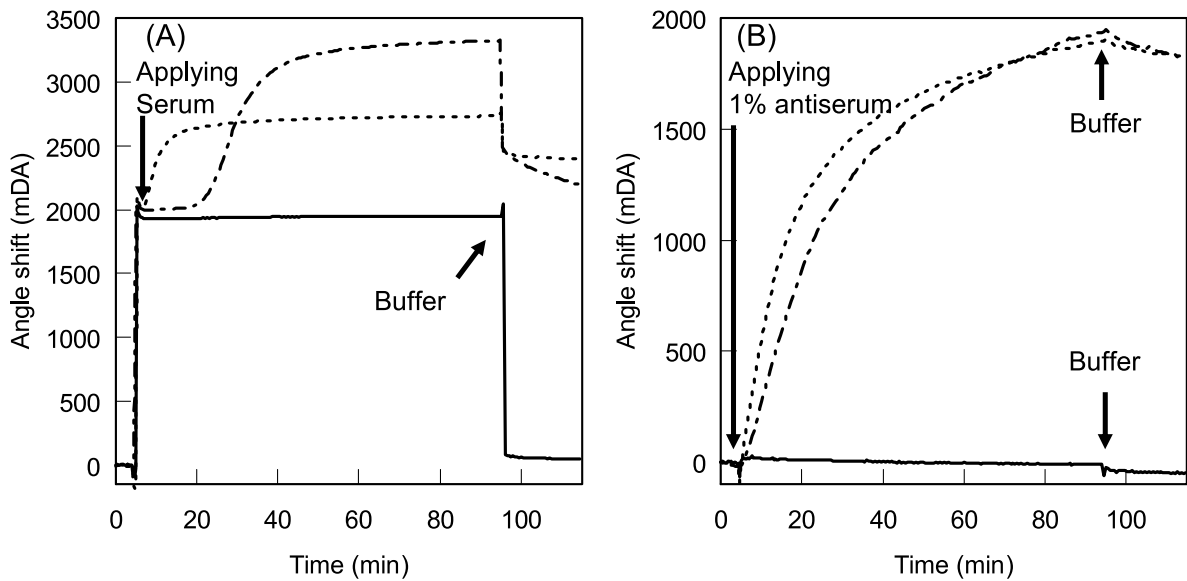 (A)
Applying
Serum
Buffer
3500
3000
2500
2000
1500
1000
500
0
Angle shift (mDA)
0 20 40 60 80 100
Time (min)
(B)
Applying
1% antiserum
Buffer
Buffer
2000
1500
1000
500
0
Angle shift (mDA)
0 20 40 60 80 100
Time (min)